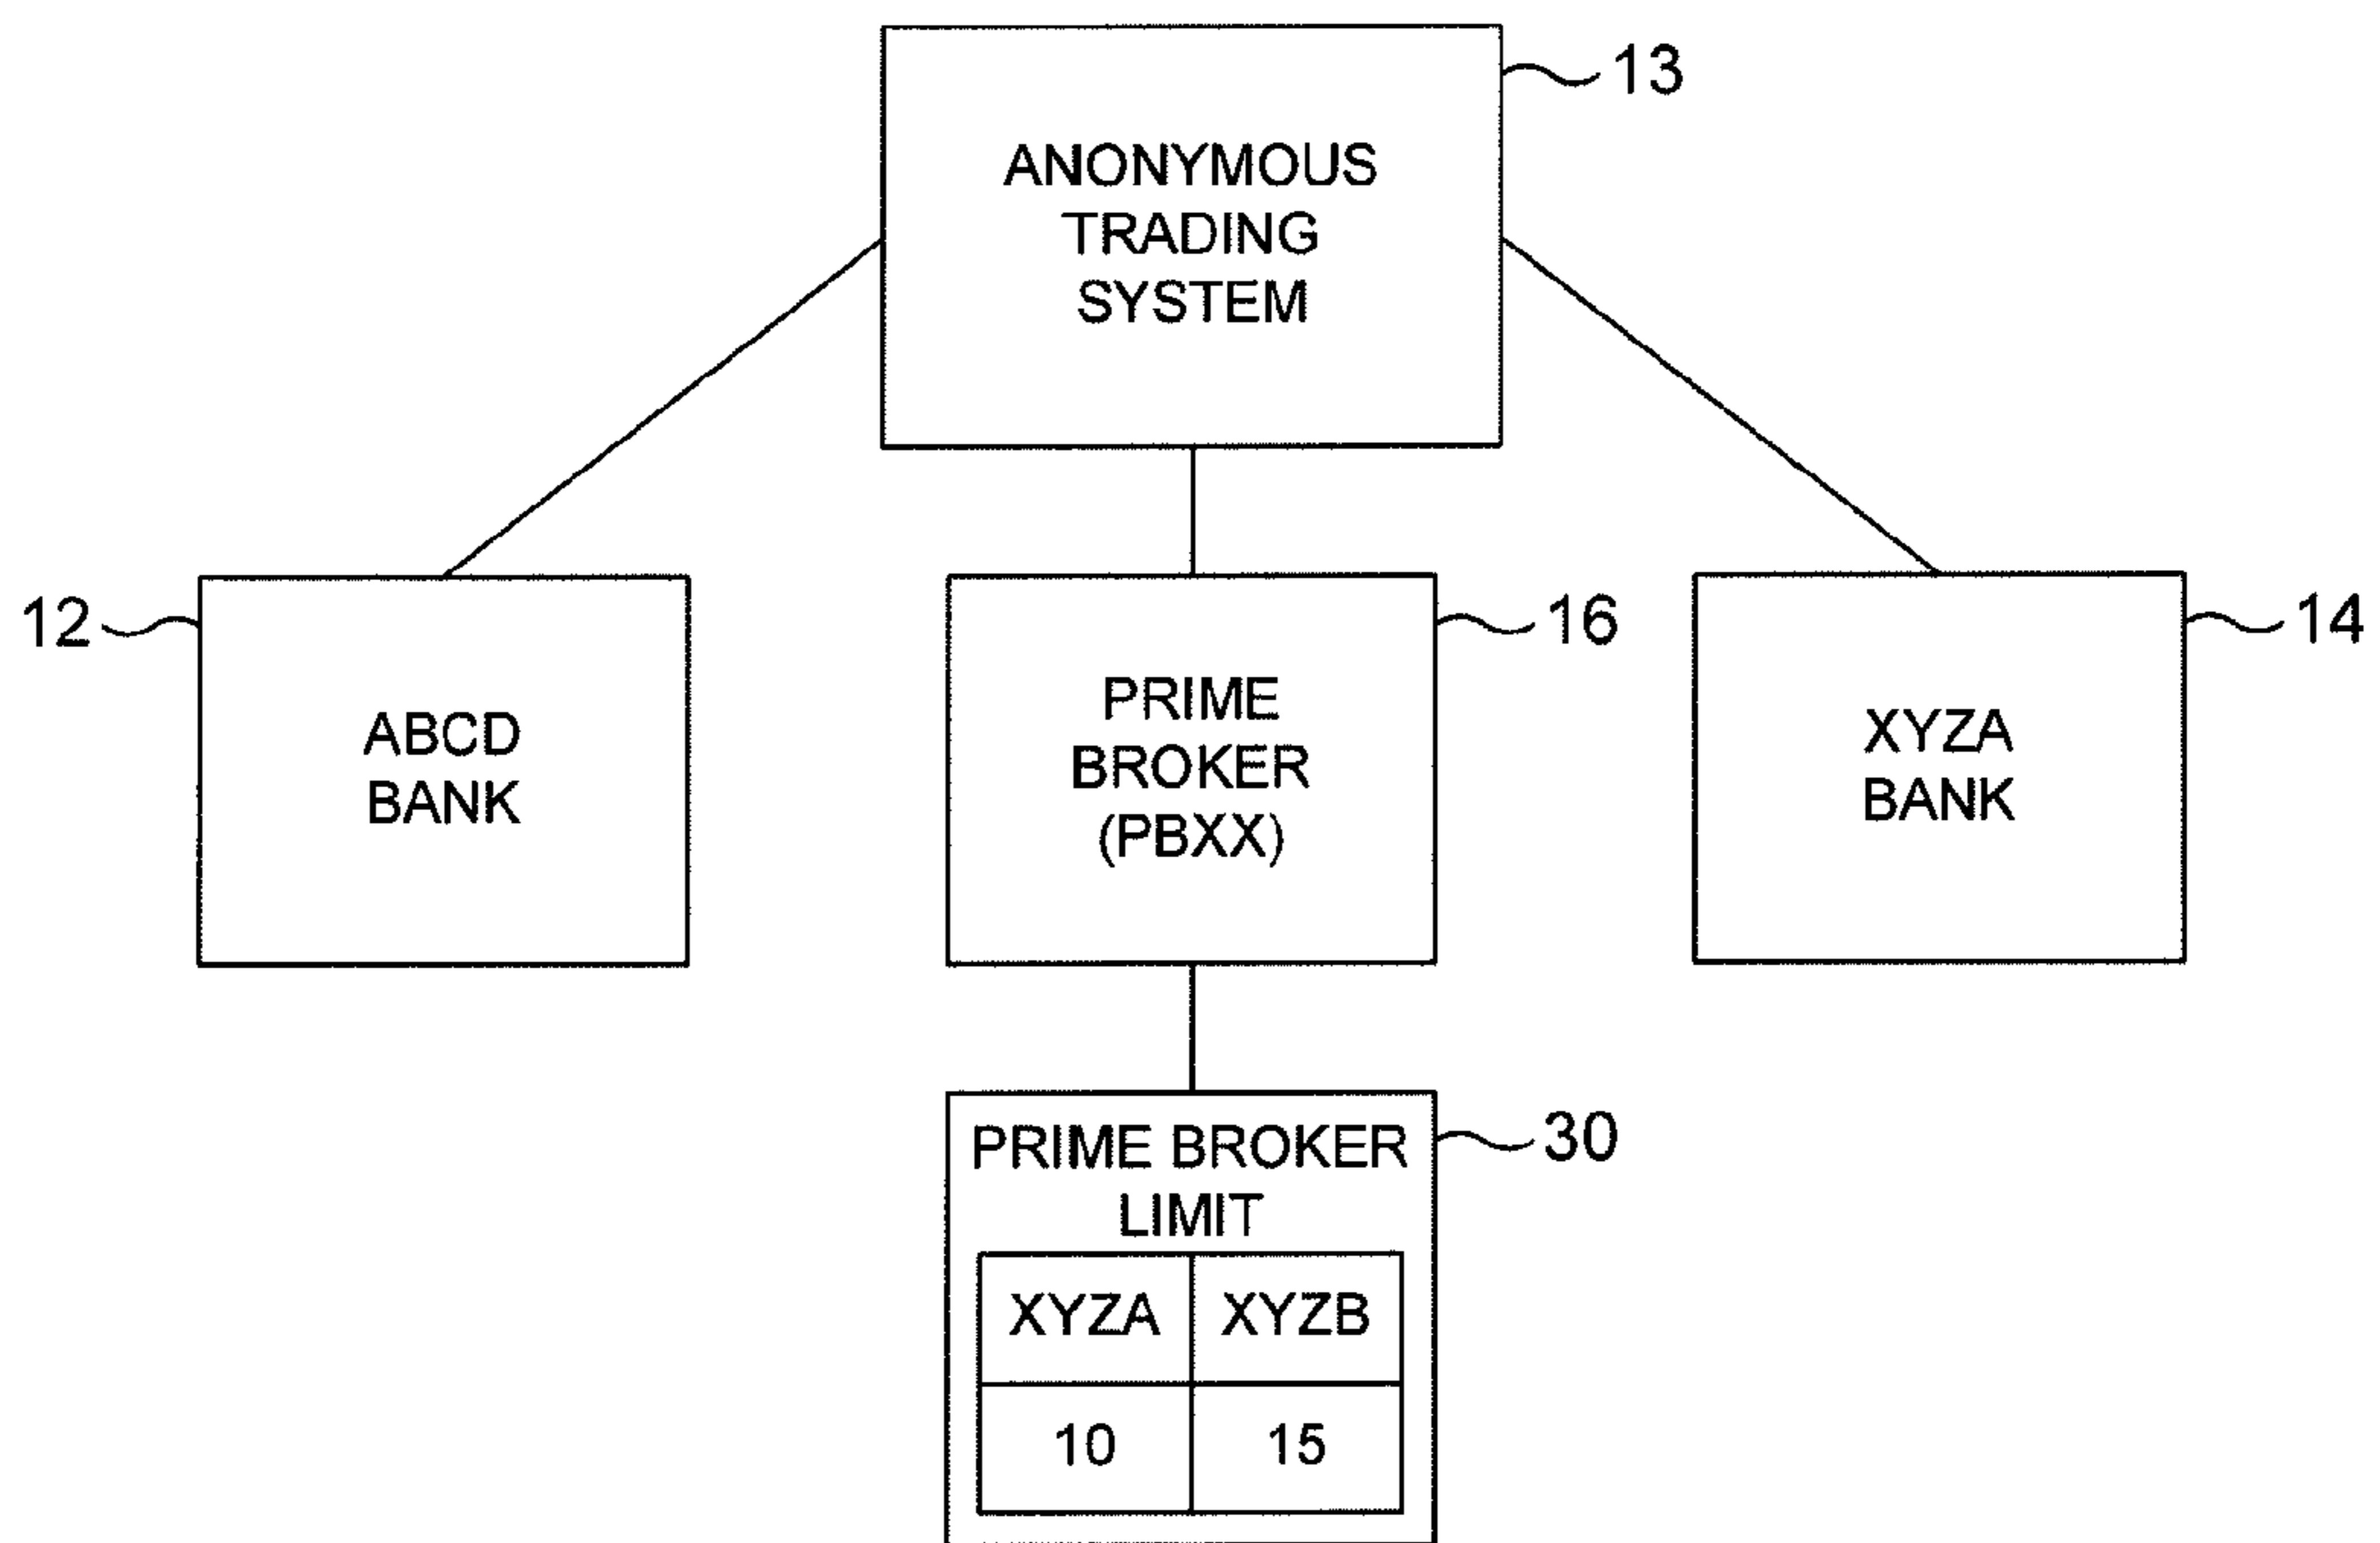 13
ANONYMOUS
TRADING
SYSTEM
12
16
14
ABCD
BANK
PRIME
BROKER
(PBXX)
XYZA
BANK
30
PRIME BROKER
LIMIT
XYZA XYZB
10 15